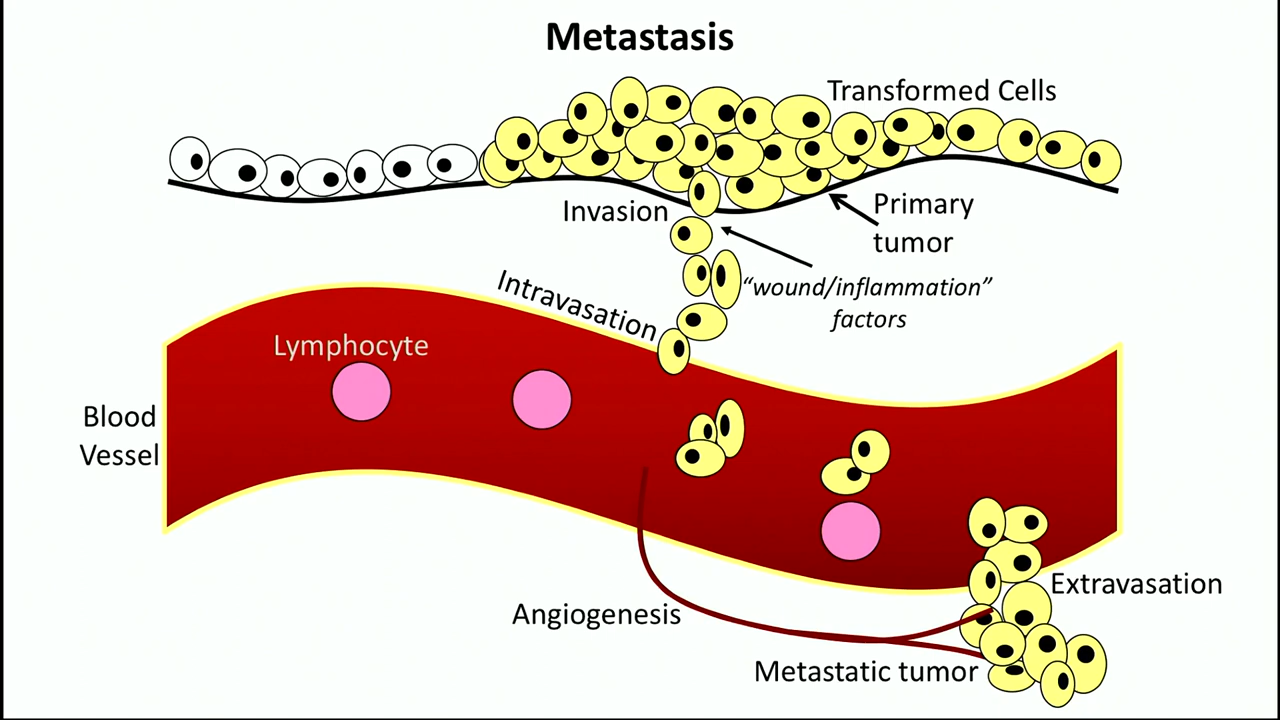 Metastasis
Transformed Cells
Invasion
Primary
tumor
Intravasation
“wound/inflammation”
factors
Lymphocyte
Blood
Vessel
Extravasation
Angiogenesis
Metastatic tumor